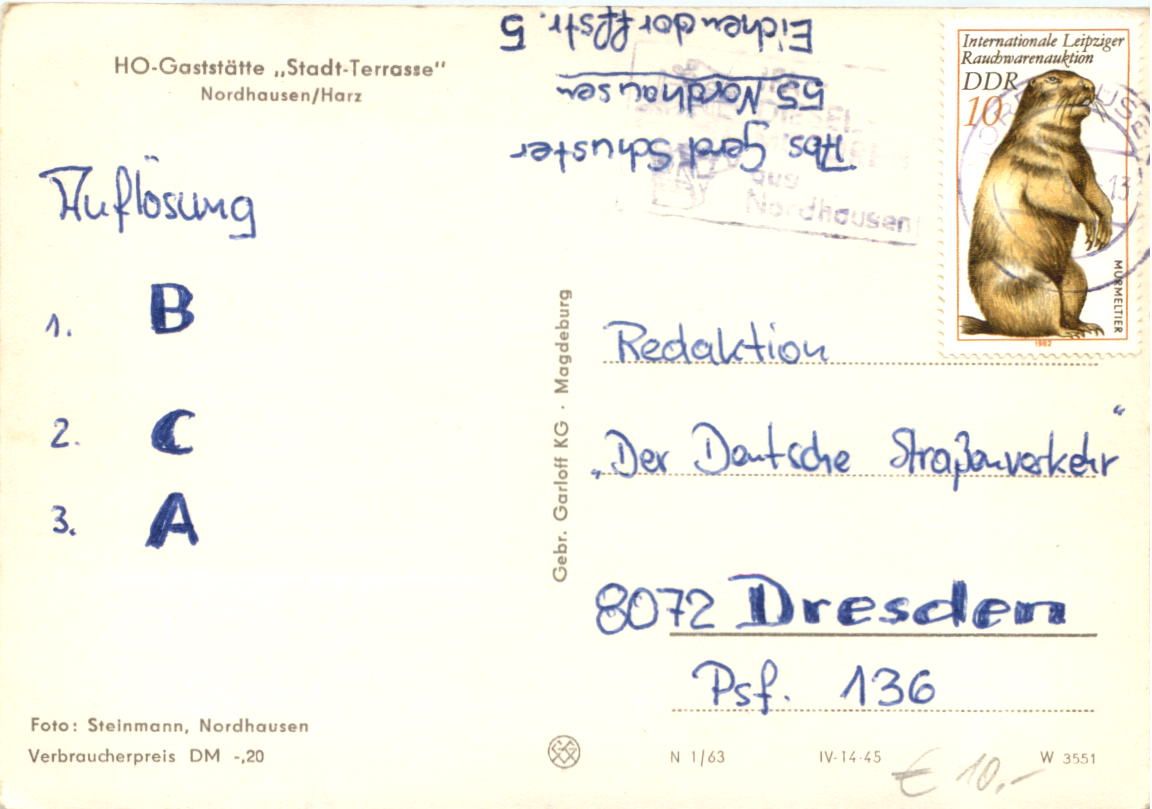 HO-Gaststätte „Stadt-Terrasse"
Nordhausen/Harz
Auflösung
1. B
2. C
3. A
Foto: Steinmann, Nordhausen
Verbraucherpreis DM -,20
Gebr. Garloff KG · Magdeburg
Abs. Gerd Schuster
55 Nordhausen
Eichendorffstr. 5
aus
Nordhausen
Internationale Leipziger
Rauchwarenauktion
DDR
10
MURMELTIER
1982
13
Redaktion
„Der Deutsche Straßenverkehr“
8072 Dresden
Psf. 136
N 1/63
IV-14-45
W 3551
€ 10,-